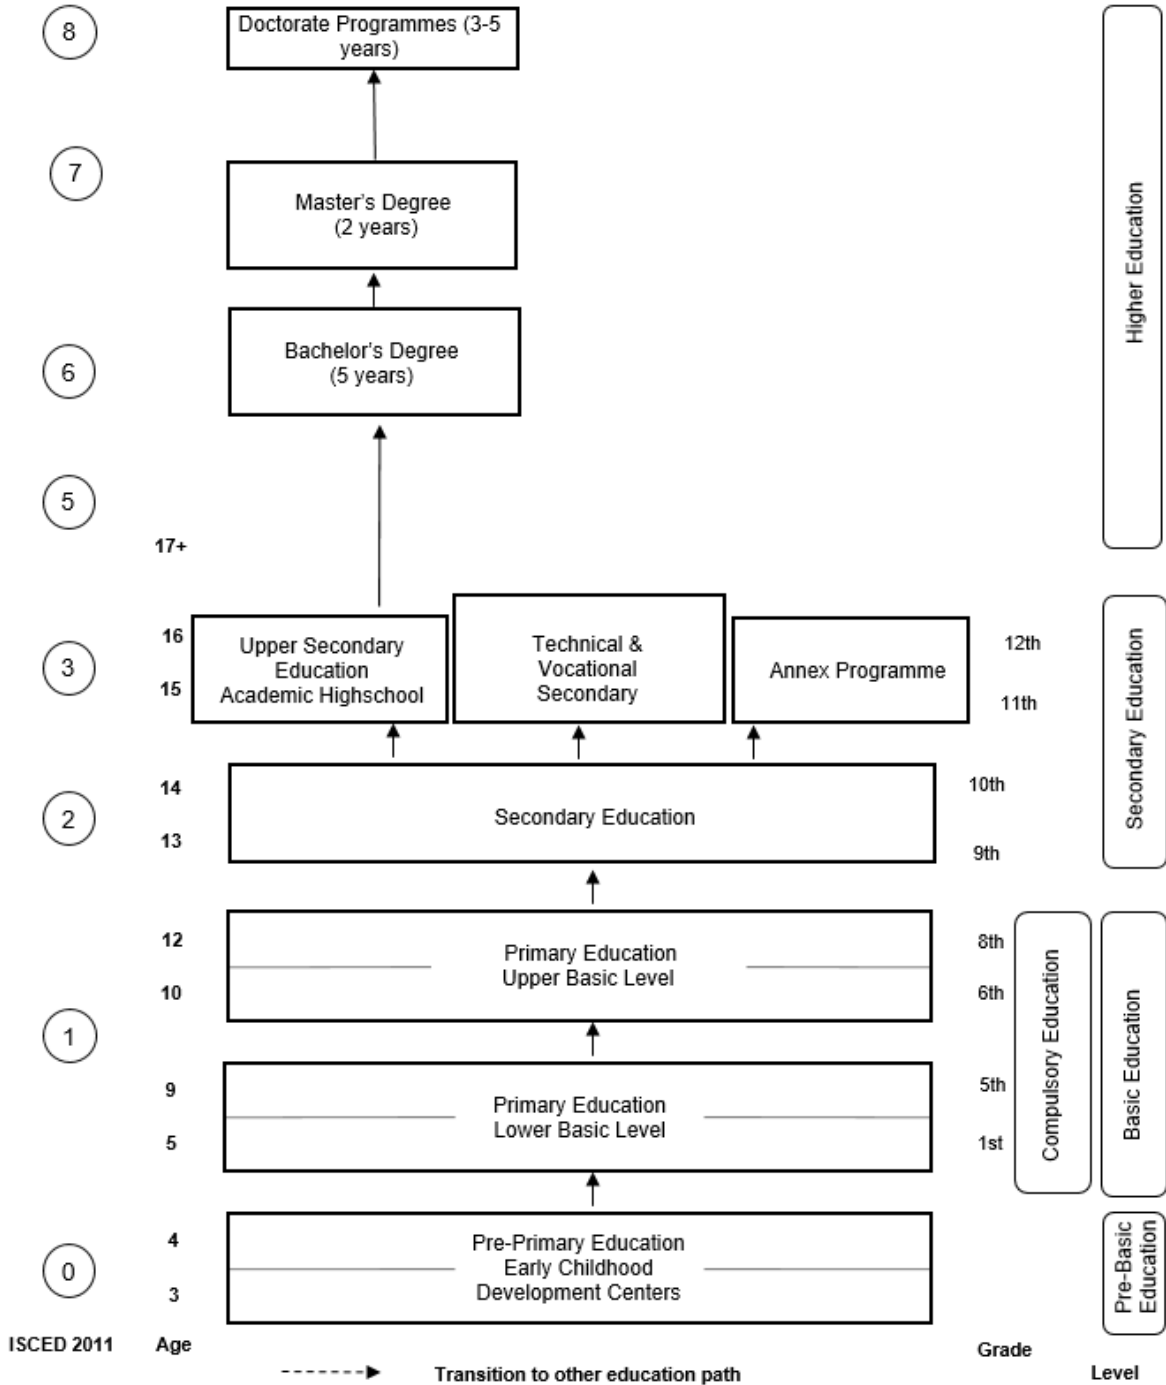 8
Doctorate Programmes (3-5
years)
7
Master's Degree
(2 years)
6
Bachelor's Degree
(5 years)
Higher Education
5
17+
3
16
15
Upper Secondary
Education
Academic Highschool
Technical &
Vocational
Secondary
Annex Programme
12th
11th
Secondary Education
2
14
13
Secondary Education
10th
9th
1
12
10
Primary Education
Upper Basic Level
8th
6th
Compulsory Education
Basic Education
9
5
Primary Education
Lower Basic Level
5th
1st
0
4
3
Pre-Primary Education
Early Childhood
Development Centers
Pre-Basic
Education
ISCED 2011
Age
Grade
Transition to other education path
Level